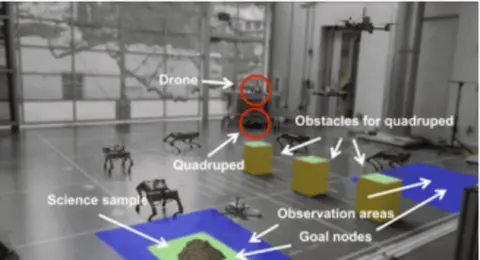 Drone
Obstacles for quadruped
Quadruped
Science sample
Observation areas
Goal nodes